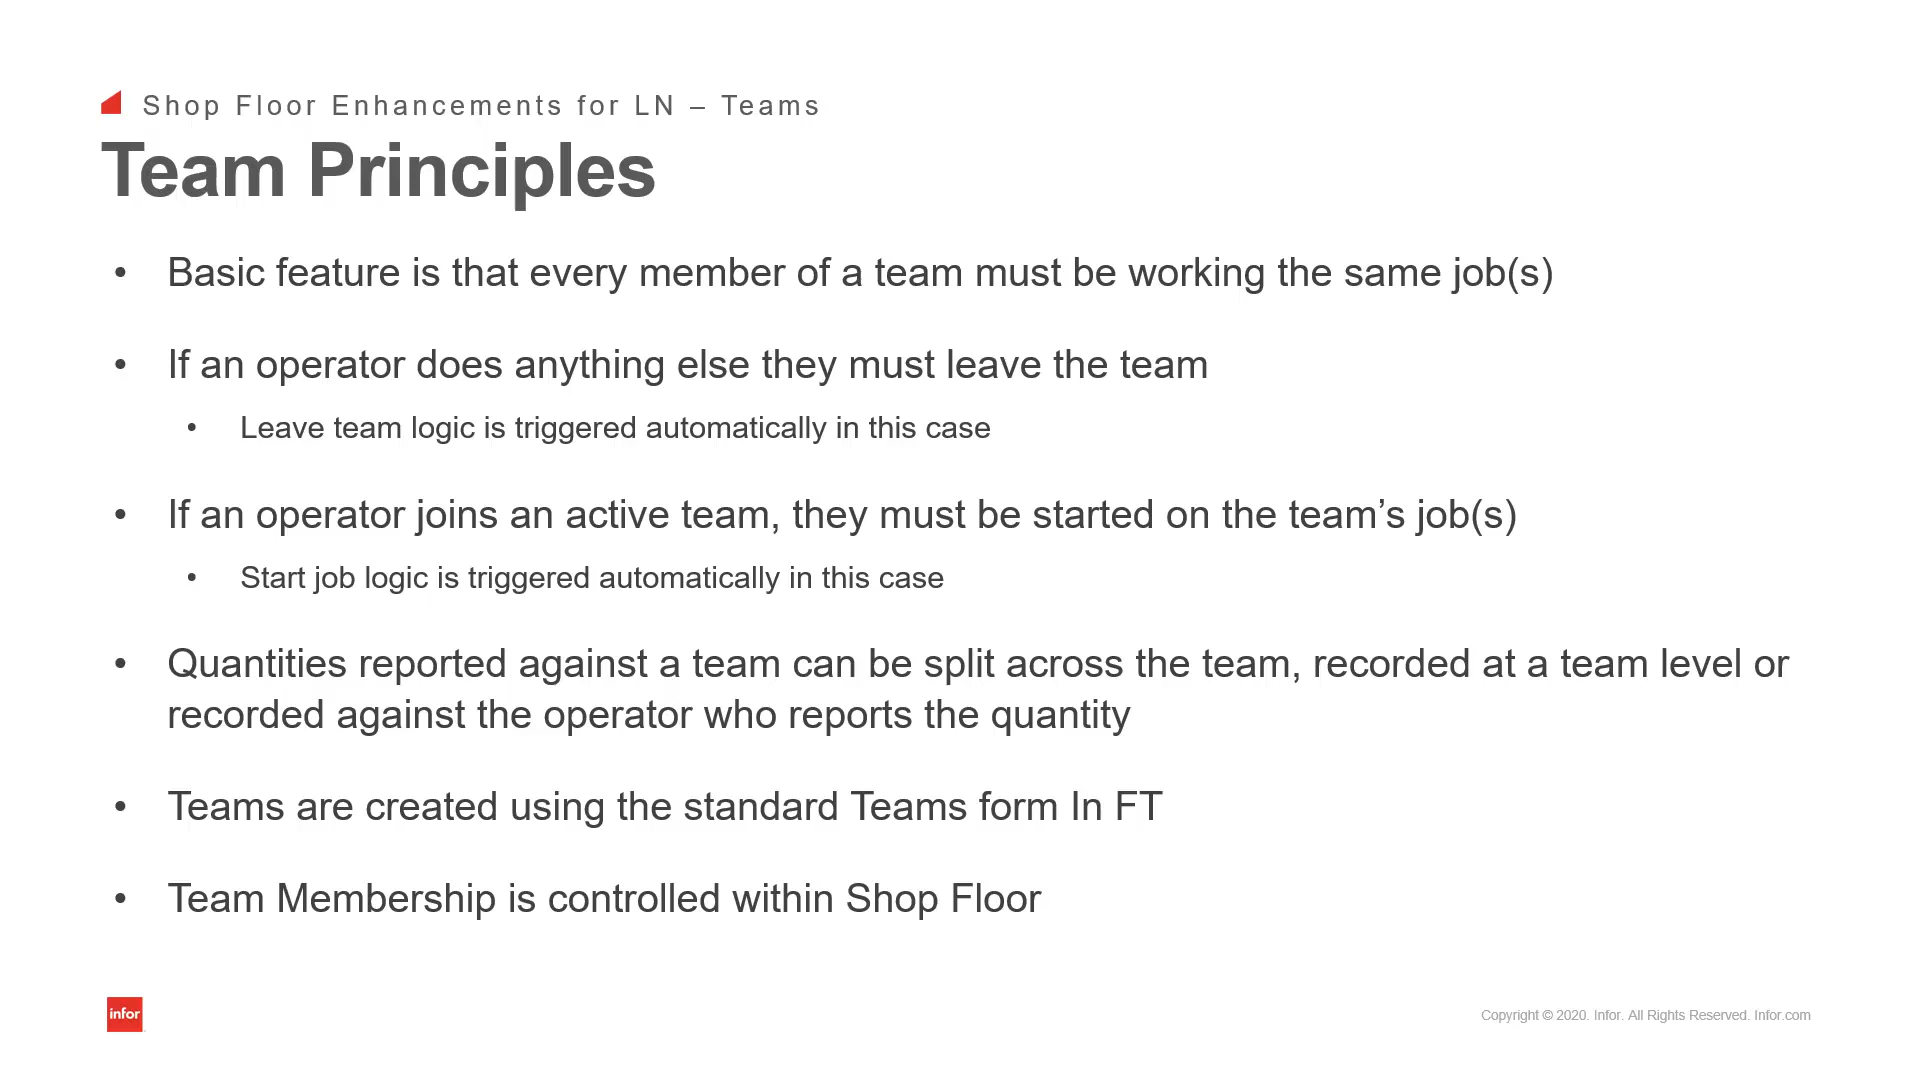 Shop Floor Enhancements for LN – Teams
Team Principles
• Basic feature is that every member of a team must be working the same job(s)
• If an operator does anything else they must leave the team
• Leave team logic is triggered automatically in this case
• If an operator joins an active team, they must be started on the team’s job(s)
• Start job logic is triggered automatically in this case
• Quantities reported against a team can be split across the team, recorded at a team level or
recorded against the operator who reports the quantity
• Teams are created using the standard Teams form In FT
• Team Membership is controlled within Shop Floor
infor
Copyright © 2020. Infor. All Rights Reserved. Infor.com